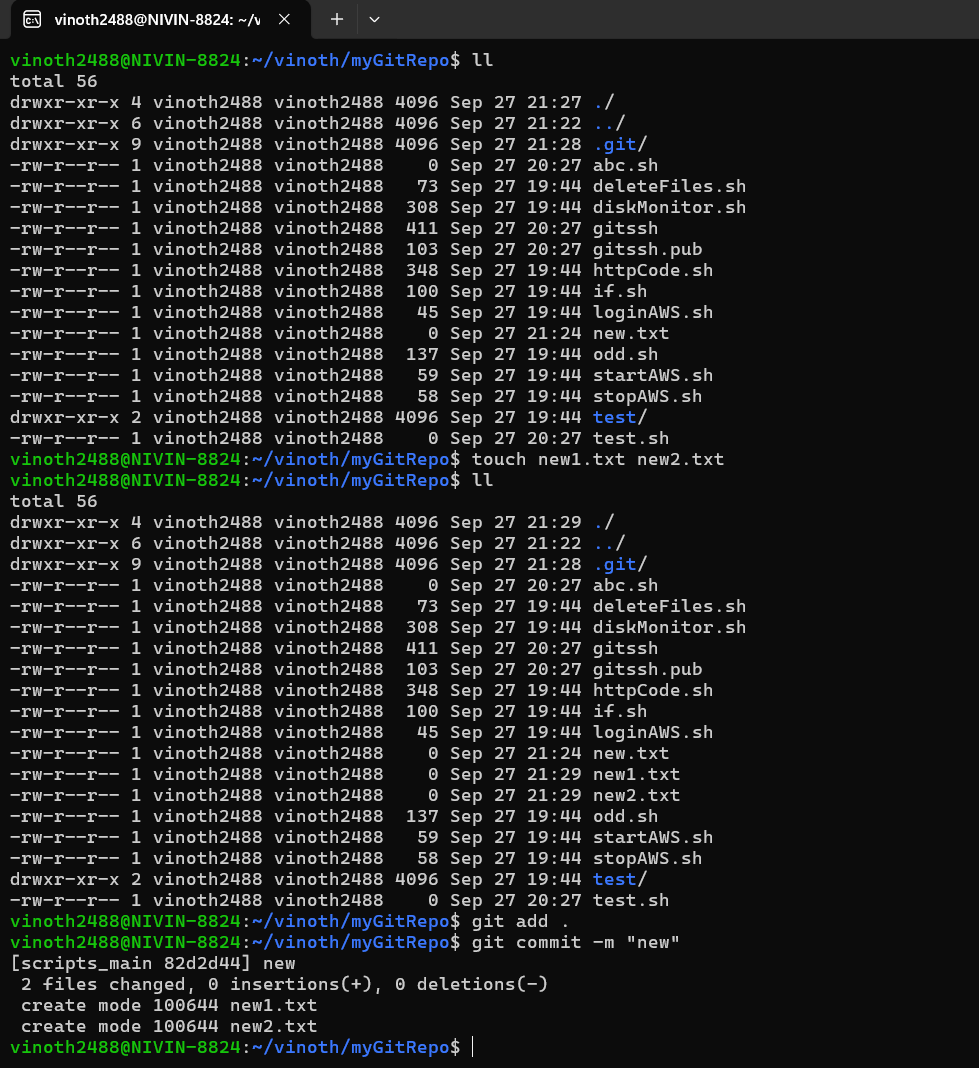 vinoth2488@NIVIN-8824: ~/v
vinoth2488@NIVIN-8824:~/vinoth/myGitRepo$ ll
total 56
drwxr-xr-x 4 vinoth2488 vinoth2488 4096 Sep 27 21:27 ./
drwxr-xr-x 6 vinoth2488 vinoth2488 4096 Sep 27 21:22 ../
drwxr-xr-x 9 vinoth2488 vinoth2488 4096 Sep 27 21:28 .git/
-rw-r--r-- 1 vinoth2488 vinoth2488    0 Sep 27 20:27 abc.sh
-rw-r--r-- 1 vinoth2488 vinoth2488   73 Sep 27 19:44 deleteFiles.sh
-rw-r--r-- 1 vinoth2488 vinoth2488  308 Sep 27 19:44 diskMonitor.sh
-rw-r--r-- 1 vinoth2488 vinoth2488  411 Sep 27 20:27 gitssh
-rw-r--r-- 1 vinoth2488 vinoth2488  103 Sep 27 20:27 gitssh.pub
-rw-r--r-- 1 vinoth2488 vinoth2488  348 Sep 27 19:44 httpCode.sh
-rw-r--r-- 1 vinoth2488 vinoth2488  100 Sep 27 19:44 if.sh
-rw-r--r-- 1 vinoth2488 vinoth2488   45 Sep 27 19:44 loginAWS.sh
-rw-r--r-- 1 vinoth2488 vinoth2488    0 Sep 27 21:24 new.txt
-rw-r--r-- 1 vinoth2488 vinoth2488  137 Sep 27 19:44 odd.sh
-rw-r--r-- 1 vinoth2488 vinoth2488   59 Sep 27 19:44 startAWS.sh
-rw-r--r-- 1 vinoth2488 vinoth2488   58 Sep 27 19:44 stopAWS.sh
drwxr-xr-x 2 vinoth2488 vinoth2488 4096 Sep 27 19:44 test/
-rw-r--r-- 1 vinoth2488 vinoth2488    0 Sep 27 20:27 test.sh
vinoth2488@NIVIN-8824:~/vinoth/myGitRepo$ touch new1.txt new2.txt
vinoth2488@NIVIN-8824:~/vinoth/myGitRepo$ ll
total 56
drwxr-xr-x 4 vinoth2488 vinoth2488 4096 Sep 27 21:29 ./
drwxr-xr-x 6 vinoth2488 vinoth2488 4096 Sep 27 21:22 ../
drwxr-xr-x 9 vinoth2488 vinoth2488 4096 Sep 27 21:28 .git/
-rw-r--r-- 1 vinoth2488 vinoth2488    0 Sep 27 20:27 abc.sh
-rw-r--r-- 1 vinoth2488 vinoth2488   73 Sep 27 19:44 deleteFiles.sh
-rw-r--r-- 1 vinoth2488 vinoth2488  308 Sep 27 19:44 diskMonitor.sh
-rw-r--r-- 1 vinoth2488 vinoth2488  411 Sep 27 20:27 gitssh
-rw-r--r-- 1 vinoth2488 vinoth2488  103 Sep 27 20:27 gitssh.pub
-rw-r--r-- 1 vinoth2488 vinoth2488  348 Sep 27 19:44 httpCode.sh
-rw-r--r-- 1 vinoth2488 vinoth2488  100 Sep 27 19:44 if.sh
-rw-r--r-- 1 vinoth2488 vinoth2488   45 Sep 27 19:44 loginAWS.sh
-rw-r--r-- 1 vinoth2488 vinoth2488    0 Sep 27 21:24 new.txt
-rw-r--r-- 1 vinoth2488 vinoth2488    0 Sep 27 21:29 new1.txt
-rw-r--r-- 1 vinoth2488 vinoth2488    0 Sep 27 21:29 new2.txt
-rw-r--r-- 1 vinoth2488 vinoth2488  137 Sep 27 19:44 odd.sh
-rw-r--r-- 1 vinoth2488 vinoth2488   59 Sep 27 19:44 startAWS.sh
-rw-r--r-- 1 vinoth2488 vinoth2488   58 Sep 27 19:44 stopAWS.sh
drwxr-xr-x 2 vinoth2488 vinoth2488 4096 Sep 27 19:44 test/
-rw-r--r-- 1 vinoth2488 vinoth2488    0 Sep 27 20:27 test.sh
vinoth2488@NIVIN-8824:~/vinoth/myGitRepo$ git add .
vinoth2488@NIVIN-8824:~/vinoth/myGitRepo$ git commit -m "new"
[scripts_main 82d2d44] new
 2 files changed, 0 insertions(+), 0 deletions(-)
 create mode 100644 new1.txt
 create mode 100644 new2.txt
vinoth2488@NIVIN-8824:~/vinoth/myGitRepo$